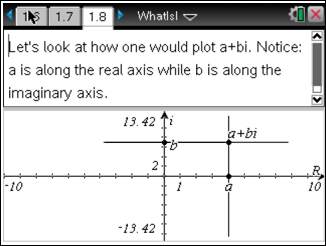 1.6 1.7 1.8 WhatIsI
Let's look at how one would plot a+bi. Notice:
a is along the real axis while b is along the
imaginary axis.
13.42 i
b a+bi
2
R
-10 1 a 10
-13.42